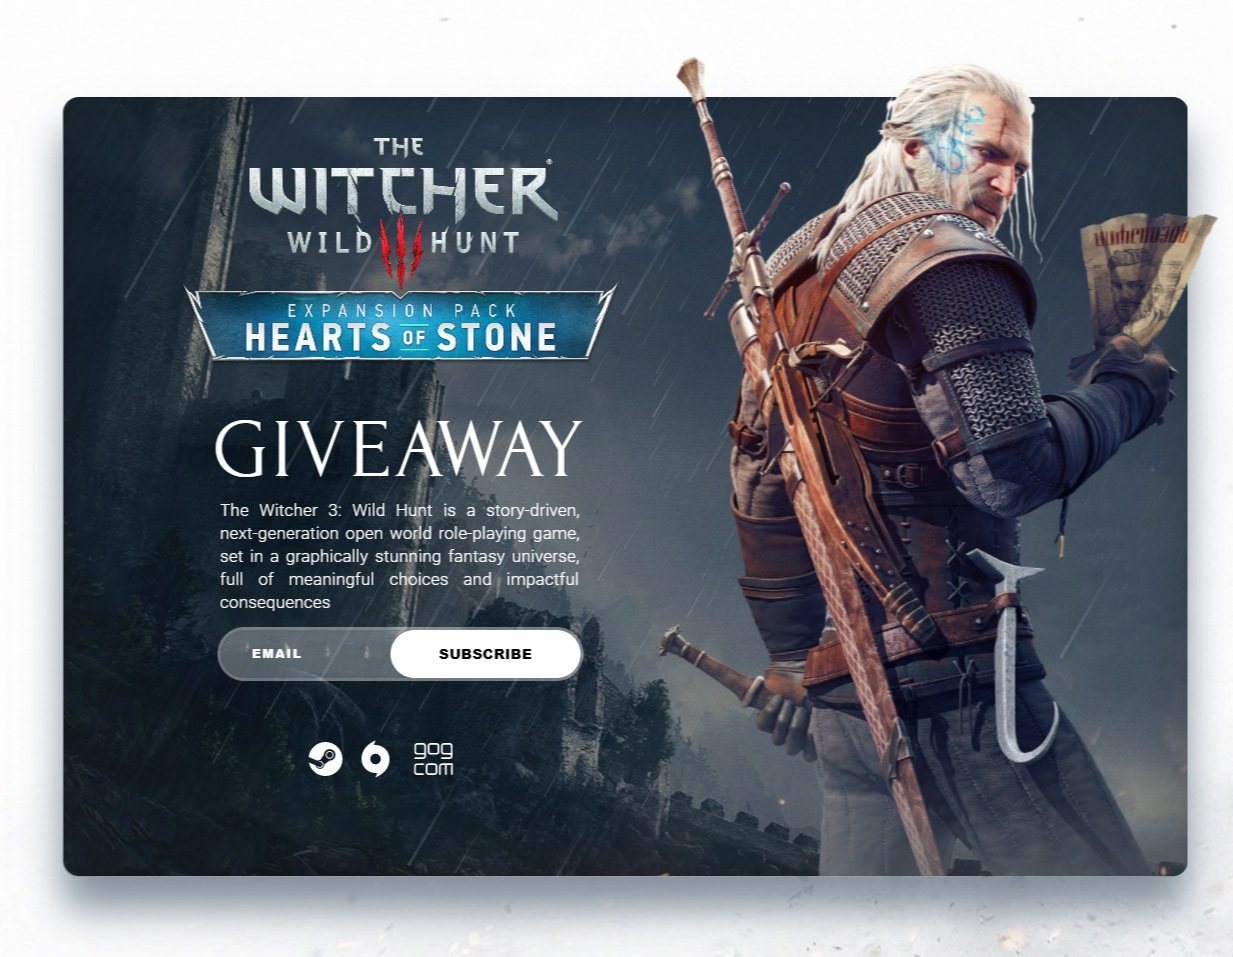 THE
WITCHER®
WILD HUNT
EXPANSION PACK
HEARTS OF STONE
GIVEAWAY
The Witcher 3: Wild Hunt is a story-driven,
next-generation open world role-playing game,
set in a graphically stunning fantasy universe,
full of meaningful choices and impactful
consequences
EMAIL
SUBSCRIBE
gog
com